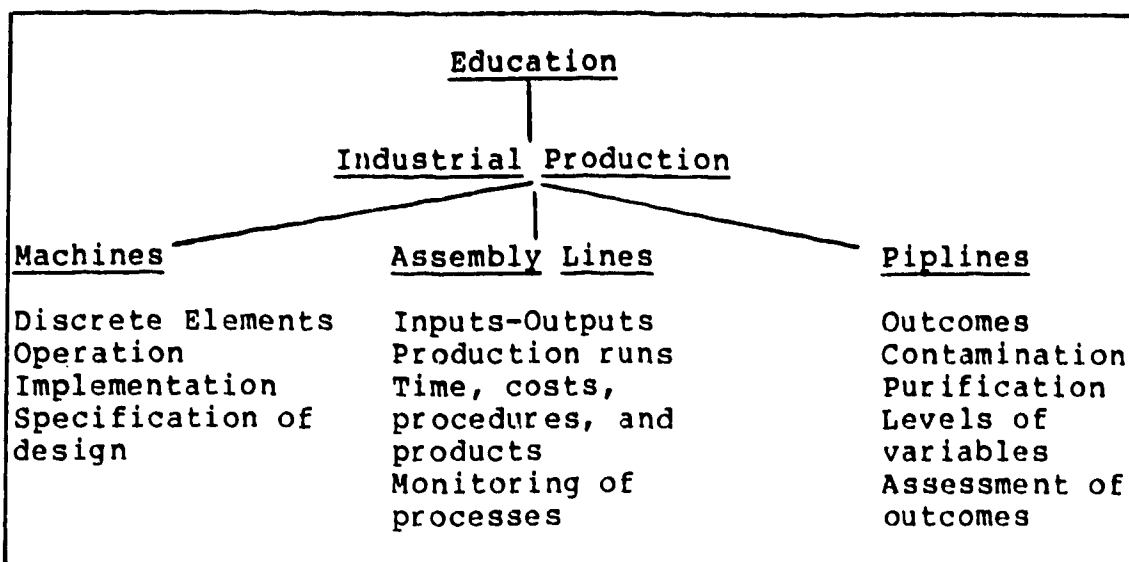 Education
Industrial Production
Machines
Discrete Elements
Operation
Implementation
Specification of
design
Assembly Lines
Inputs-Outputs
Production runs
Time, costs,
procedures, and
products
Monitoring of
processes
Piplines
Outcomes
Contamination
Purification
Levels of
variables
Assessment of
outcomes